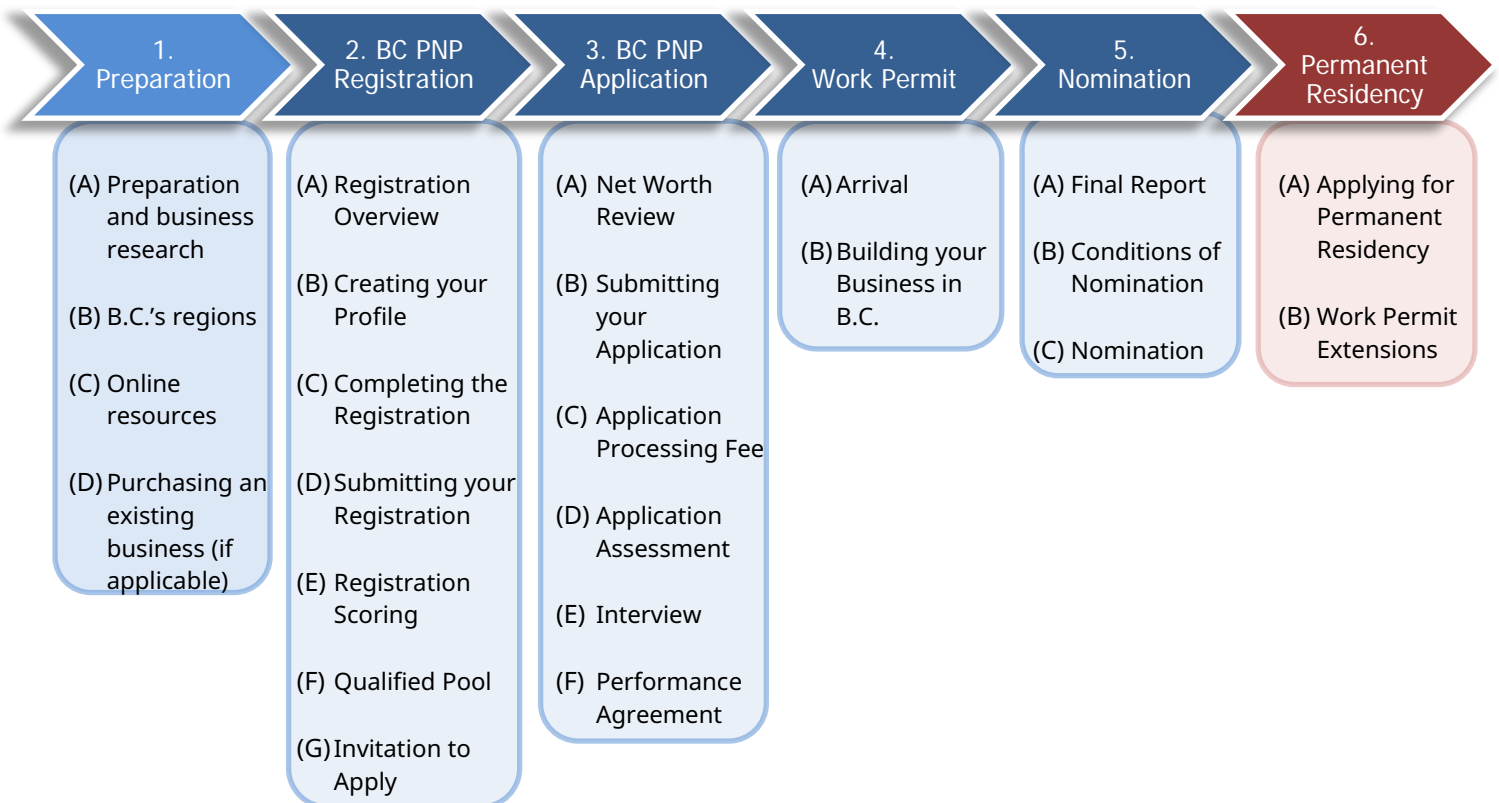 1.
Preparation
2. BC PNP
Registration
3. BC PNP
Application
4.
Work Permit
5.
Nomination
6.
Permanent
Residency
(A) Preparation
and business
research
(B) B.C.’s regions
(C) Online
resources
(D) Purchasing an
existing
business (if
applicable)
(A) Registration
Overview
(B) Creating your
Profile
(C) Completing the
Registration
(D) Submitting your
Registration
(E) Registration
Scoring
(F) Qualified Pool
(G) Invitation to
Apply
(A) Net Worth
Review
(B) Submitting
your
Application
(C) Application
Processing Fee
(D) Application
Assessment
(E) Interview
(F) Performance
Agreement
(A) Arrival
(B) Building your
Business in
B.C.
(A) Final Report
(B) Conditions of
Nomination
(C) Nomination
(A) Applying for
Permanent
Residency
(B) Work Permit
Extensions